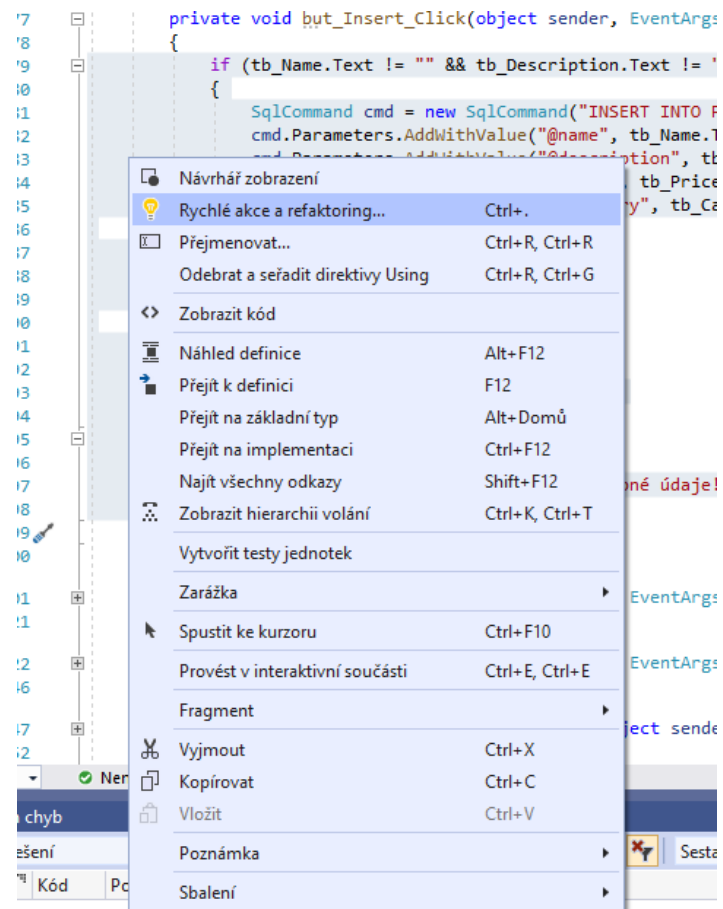 private void but_Insert_Click(object sender, EventArgs
{
if (tb_Name.Text != "" && tb_Description.Text != "
{
SqlCommand cmd = new SqlCommand("INSERT INTO
cmd.Parameters.AddWithValue("@name", tb_Name.T
cmd.Parameters.AddWithValue("@description", tb
Návrhář zobrazení
tb_Price
Rychlé akce a refaktoring... Ctrl+.
y", tb_Ca
Přejmenovat... Ctrl+R, Ctrl+R
Odebrat a seřadit direktivy Using Ctrl+R, Ctrl+G
Zobrazit kód
Náhled definice Alt+F12
Přejít k definici F12
Přejít na základní typ Alt+Domů
Přejít na implementaci Ctrl+F12
Najít všechny odkazy Shift+F12
né údaje!
Zobrazit hierarchii volání Ctrl+K, Ctrl+T
Vytvořit testy jednotek
Zarážka
EventArgs
Spustit ke kurzoru Ctrl+F10
Provést v interaktivní součásti Ctrl+E, Ctrl+E
EventArgs
Fragment
ject sende
Vyjmout Ctrl+X
Kopírovat Ctrl+C
Vložit Ctrl+V
chyb
Poznámka
ešení
Sesta
Kód
Sbalení